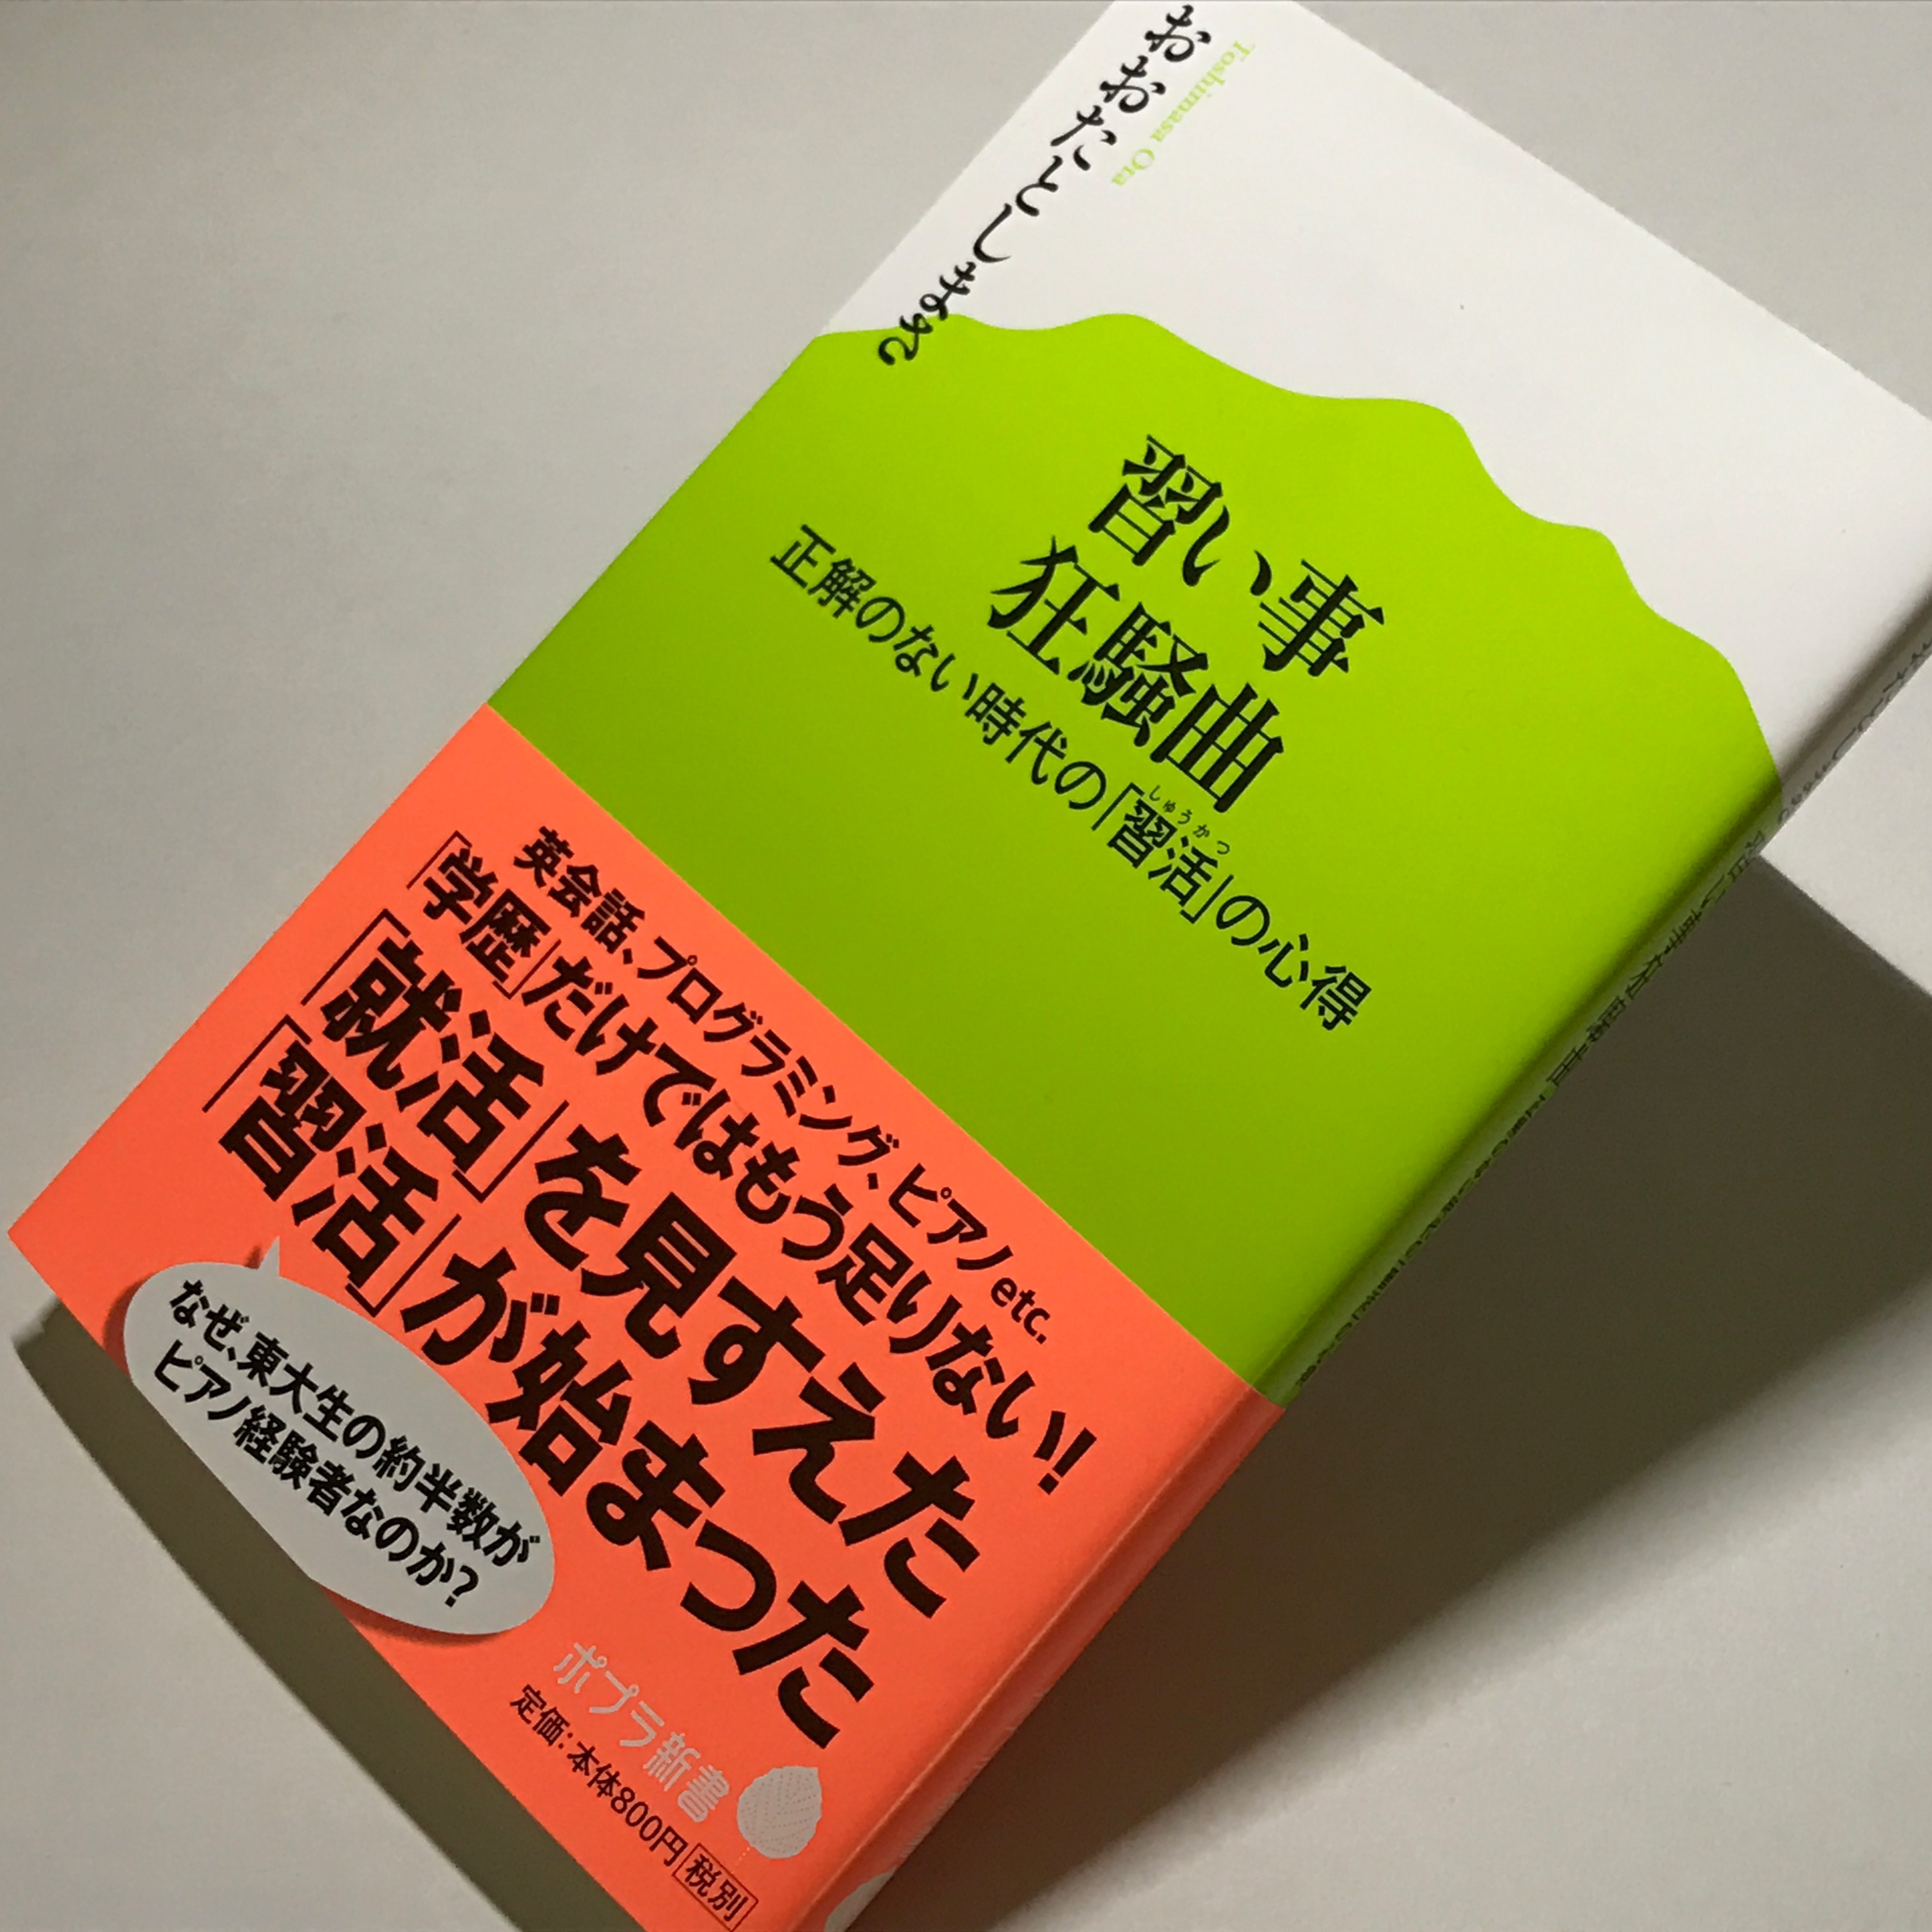 おおたとしまさ
Toshimasa Ota
習い事
狂騒曲
正解のない時代の「習活」の心得
しゅうかつ
英会話、プログラミング、ピアノetc.
「学歴」だけではもう足りない!
「就活」を見すえた
「習活」が始まった
なぜ、東大生の約半数が
ピアノ経験者なのか?
ポプラ新書
定価:本体800円 税別